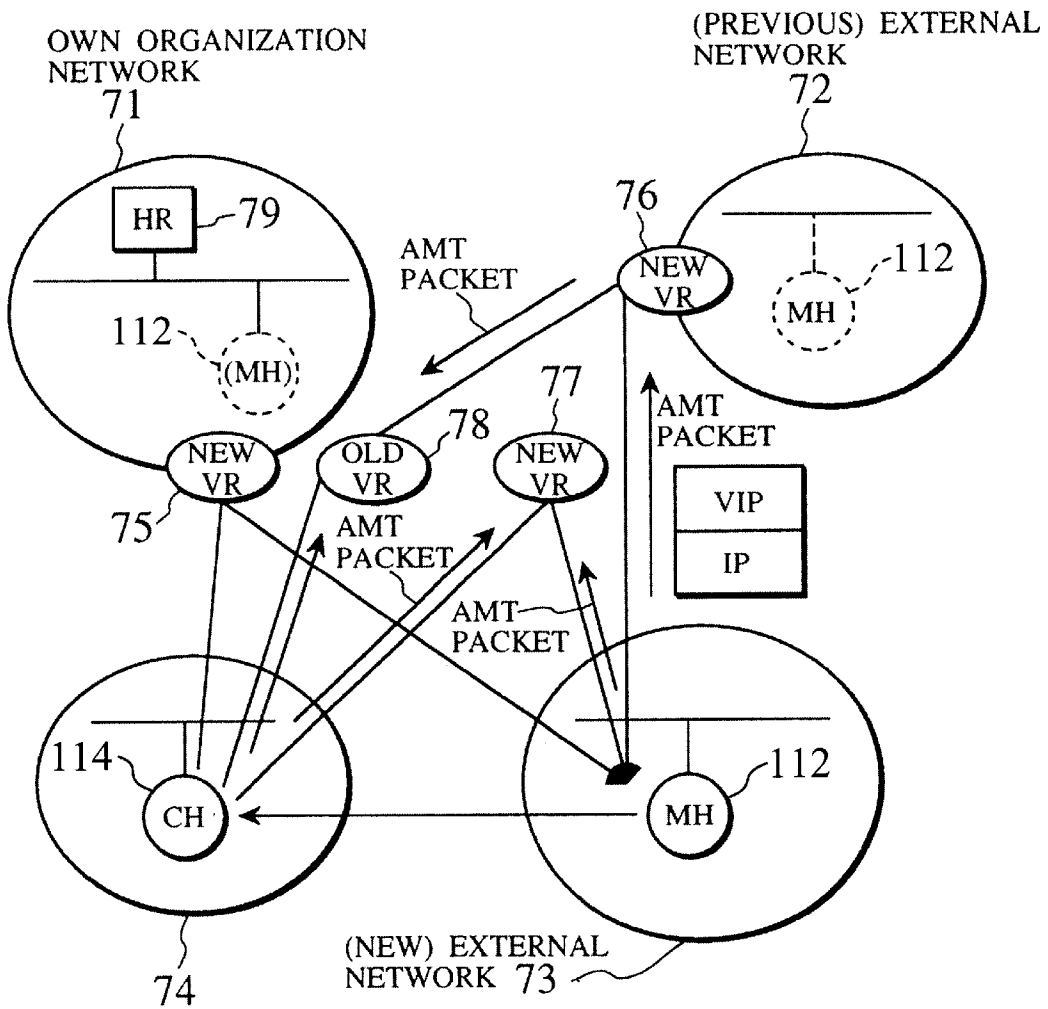 OWN ORGANIZATION
NETWORK
71
(PREVIOUS) EXTERNAL
NETWORK
72
HR
79
112
(MH)
AMT
PACKET
76
NEW
VR
112
MH
NEW
VR
75
OLD
VR
78
77
NEW
VR
AMT
PACKET
VIP
IP
AMT
PACKET
AMT
PACKET
114
CH
74
MH
112
(NEW) EXTERNAL
NETWORK 73